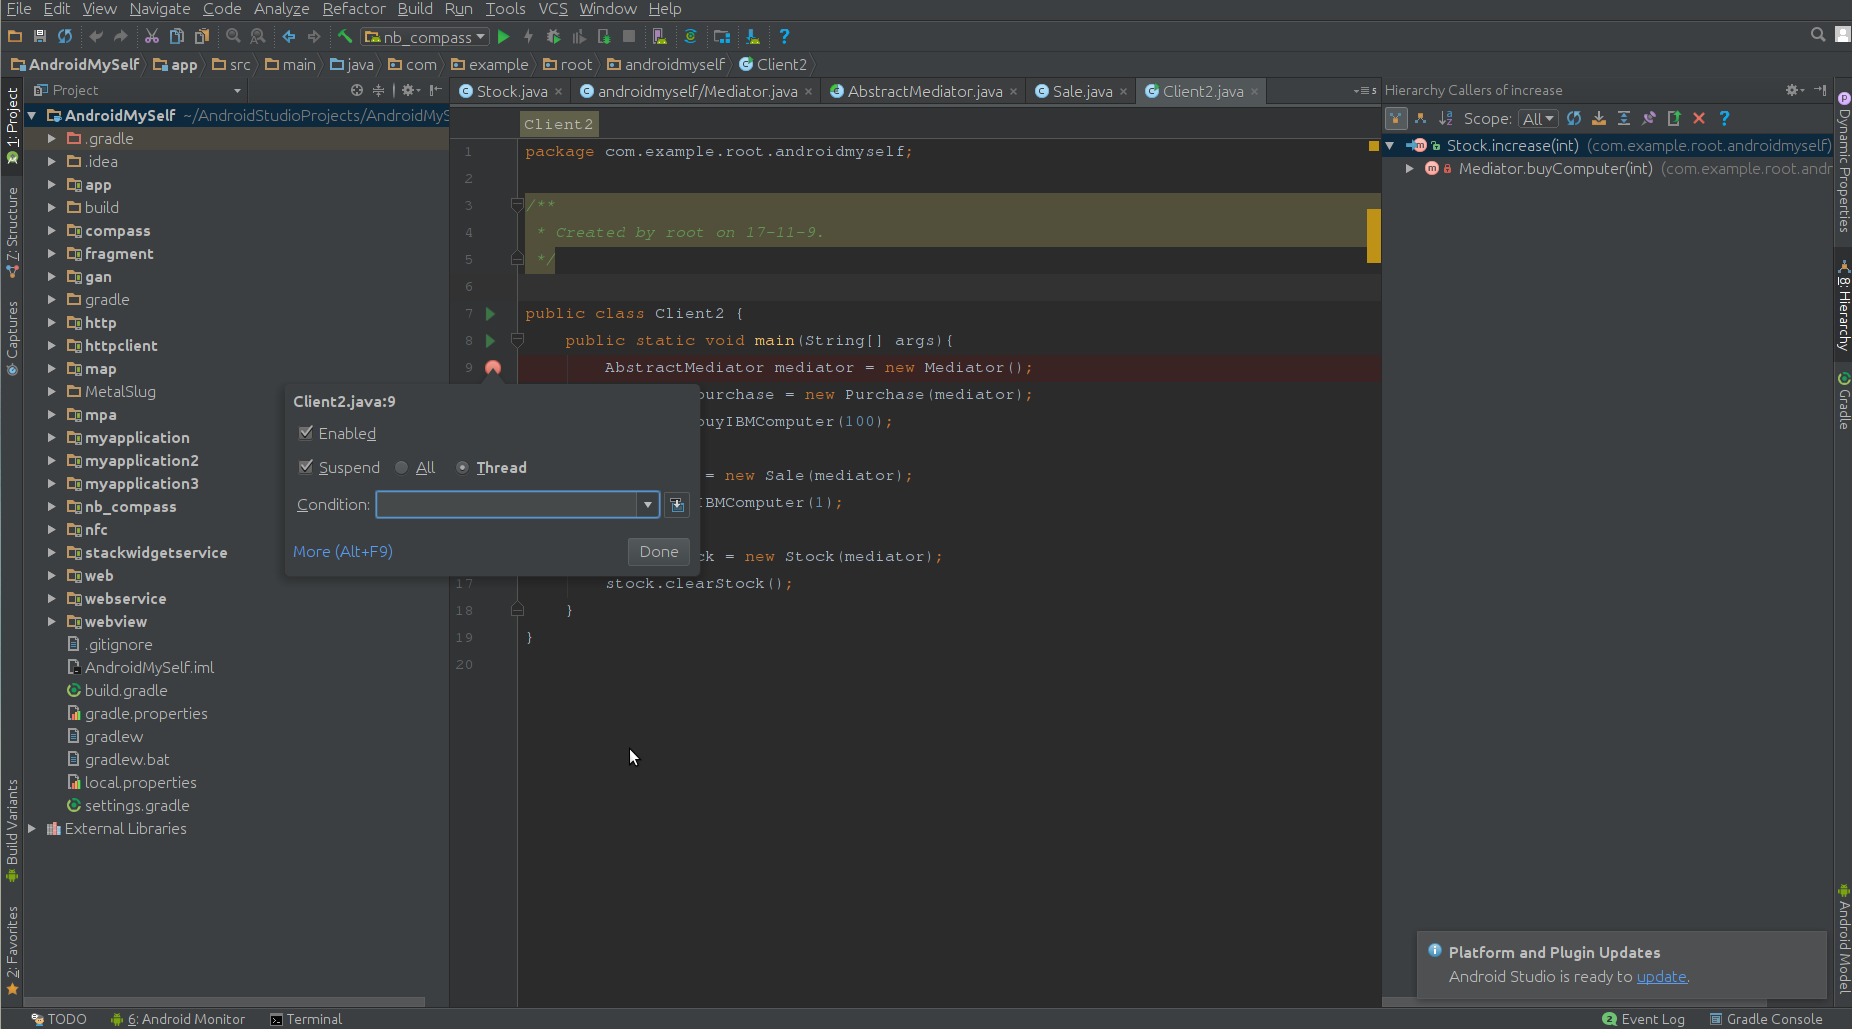 File Edit View Navigate Code Analyze Refactor Build Run Tools VCS Window Help
nb_compass
AndroidMySelf app src main java com example root androidmyself Client2
1: Project
7: Structure
Captures
Build Variants
2: Favorites
Project
AndroidMySelf ~/AndroidStudioProjects/AndroidMyS
.gradle
.idea
app
build
compass
fragment
gan
gradle
http
httpclient
map
MetalSlug
mpa
myapplication
myapplication2
myapplication3
nb_compass
nfc
stackwidgetservice
web
webservice
webview
.gitignore
AndroidMySelf.iml
build.gradle
gradle.properties
gradlew
gradlew.bat
local.properties
settings.gradle
External Libraries
Stock.java androidmyself/Mediator.java AbstractMediator.java Sale.java Client2.java
5
Client2
1 package com.example.root.androidmyself;
2
3 /**
4 * Created by root on 17-11-9.
5 */
6
7 public class Client2 {
8 public static void main(String[] args){
9 AbstractMediator mediator = new Mediator();
urchase = new Purchase(mediator);
uyIBMComputer(100);
= new Sale(mediator);
IBMComputer(1);
ck = new Stock(mediator);
17 stock.clearStock();
18 }
19 }
20
Client2.java:9
Enabled
Suspend All Thread
Condition:
More (Alt+F9) Done
Hierarchy Callers of increase
Scope: All
Stock.increase(int) (com.example.root.androidmyself)
Mediator.buyComputer(int) (com.example.root.andr
Dynamic Properties
8: Hierarchy
Gradle
Android Model
Platform and Plugin Updates
Android Studio is ready to update.
TODO 6: Android Monitor Terminal 2 Event Log Gradle Console